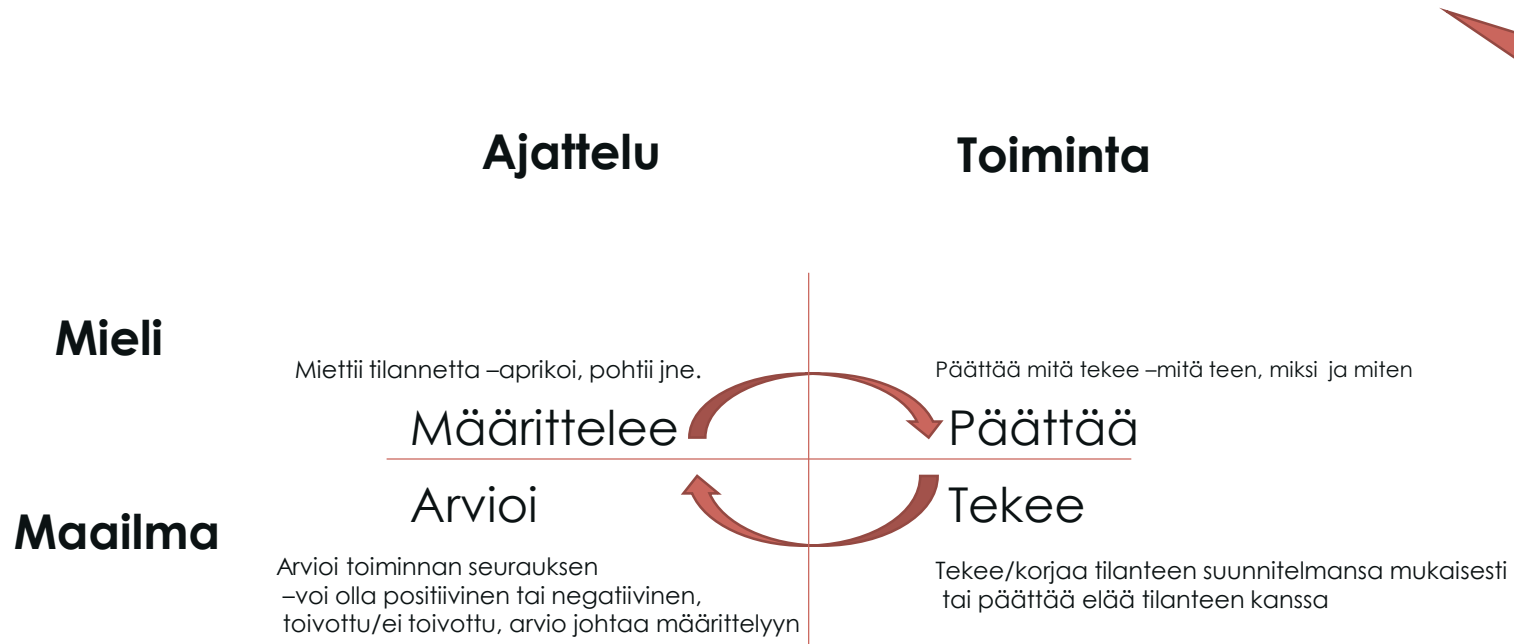 Ajattelu
Toiminta
Mieli
Miettii tilannetta –aprikoi, pohtii jne.
Päättää mitä tekee –mitä teen, miksi ja miten
Määrittelee
Päättää
Maailma
Arvioi
Tekee
Arvioi toiminnan seurauksen
–voi olla positiivinen tai negatiivinen,
toivottu/ei toivottu, arvio johtaa määrittelyyn
Tekee/korjaa tilanteen suunnitelmansa mukaisesti
tai päättää elää tilanteen kanssa